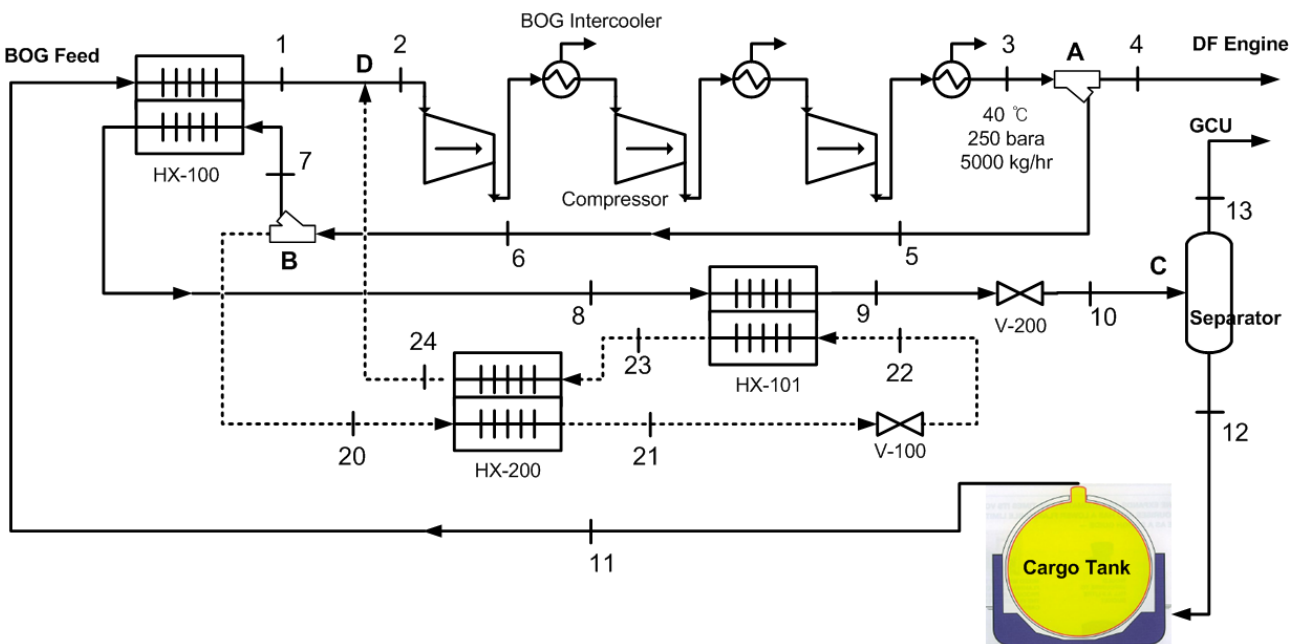 BOG Intercooler
BOG Feed
1
D
2
3
A
4
DF Engine
40 ℃
250 bara
5000 kg/hr
GCU
HX-100
7
Compressor
13
B
6
5
C
8
9
V-200
10
Separator
24
23
HX-101
22
20
HX-200
21
V-100
12
11
Cargo Tank